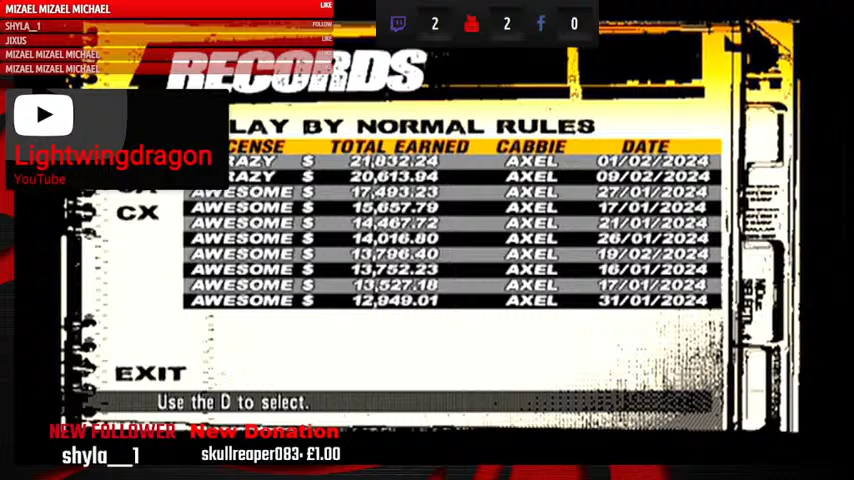 MIZAEL MIZAEL MICHAEL LIKE
SHYLA__1 FOLLOW
JIXUS LIKE
MIZAEL MIZAEL MICHAEL
MIZAEL MIZAEL MICHAEL
2 2 0
RECORDS
Lightwingdragon
YouTube
LAY BY NORMAL RULES
CENSE TOTAL EARNED CABBIE DATE
RAZY $ 21,832.24 AXEL 01/02/2024
RAZY $ 20,613.94 AXEL 09/02/2024
AWESOME $ 17,493.23 AXEL 27/01/2024
CX AWESOME $ 15,657.79 AXEL 17/01/2024
AWESOME $ 14,467.72 AXEL 21/01/2024
AWESOME $ 14,016.80 AXEL 26/01/2024
AWESOME $ 13,796.40 AXEL 19/02/2024
AWESOME $ 13,752.23 AXEL 16/01/2024
AWESOME $ 13,527.18 AXEL 17/01/2024
AWESOME $ 12,949.01 AXEL 31/01/2024
EXIT
Use the D to select.
NEW FOLLOWER New Donation
shyla__1 skullreaper083: £1.00